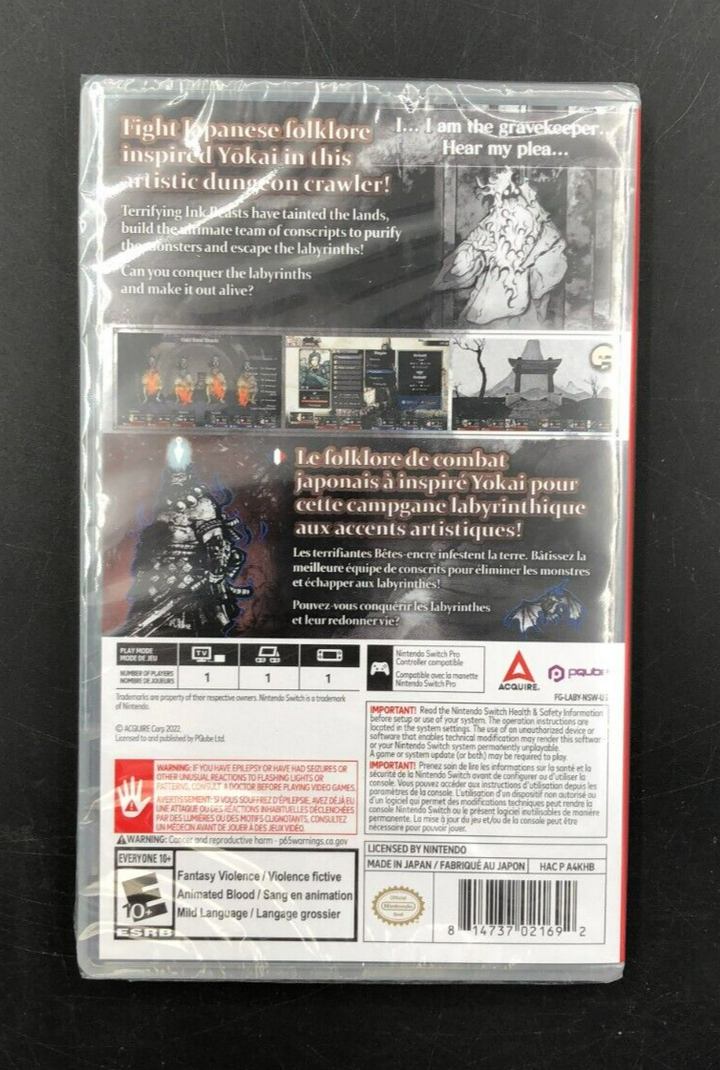 Fight Japanese folklore
inspired Yōkai in this
artistic dungeon crawler!
I... I am the gravekeeper..
Hear my plea...
Terrifying Ink Beasts have tainted the lands,
build the ultimate team of conscripts to purify
the monsters and escape the labyrinths!
Can you conquer the labyrinths
and make it out alive?
Le folklore de combat
japonais à inspiré Yokai pour
cette campgane labyrinthique
aux accents artistiques!
Les terrifiantes Bêtes-encre infestent la terre. Bâtissez la
meilleure équipe de conscrits pour éliminer les monstres
et échapper aux labyrinthes!
Pouvez-vous conquérir les labyrinthes
et leur redonner vie?
PLAY MODE
MODE DE JEU
TV
NUMBER OF PLAYERS
NOMBRE DE JOUEURS
1
1
1
Nintendo Switch Pro
Controller compatible
Compatible avec la manette
Nintendo Switch Pro
ACQUIRE.
pqube
FG-LABY-NSW-US
Trademarks are property of their respective owners. Nintendo Switch is a trademark
of Nintendo.
© ACQUIRE Corp. 2022.
Licensed to and published by PQube Ltd.
IMPORTANT! Read the Nintendo Switch Health & Safety Information
before setup or use of your system. The operation instructions are
located in the system settings. The use of an unauthorized device or
software that enables technical modification may render this software
or your Nintendo Switch system permanently unplayable.
A game or system update (or both) may be required to play.
IMPORTANT! Prenez soin de lire les informations sur la santé et la
sécurité de la Nintendo Switch avant de configurer ou d'utiliser la
console. Vous pouvez accéder aux instructions d'utilisation depuis les
paramètres de la console. L'utilisation d'un dispositif non autorisé ou
d'un logiciel qui permet des modifications techniques peut rendre la
console Nintendo Switch ou le présent logiciel inutilisables de manière
permanente. La mise à jour du jeu et/ou de la console peut être
nécessaire pour pouvoir jouer.
WARNING: IF YOU HAVE EPILEPSY OR HAVE HAD SEIZURES OR
OTHER UNUSUAL REACTIONS TO FLASHING LIGHTS OR
PATTERNS, CONSULT A DOCTOR BEFORE PLAYING VIDEO GAMES.
AVERTISSEMENT: SI VOUS SOUFFREZ D'ÉPILEPSIE, AVEZ DÉJÀ EU
UNE ATTAQUE OU DES RÉACTIONS INHABITUELLES DÉCLENCHÉES
PAR DES LUMIÈRES OU DES MOTIFS CLIGNOTANTS, CONSULTEZ
UN MÉDECIN AVANT DE JOUER À DES JEUX VIDÉO.
WARNING: Cancer and reproductive harm - p65warnings.ca.gov
EVERYONE 10+
E
10+
ESRB
Fantasy Violence / Violence fictive
Animated Blood / Sang en animation
Mild Language / Langage grossier
LICENSED BY NINTENDO
MADE IN JAPAN / FABRIQUÉ AU JAPON
HAC P A4KHB
Official
Nintendo
Seal
8 14737 02169 2